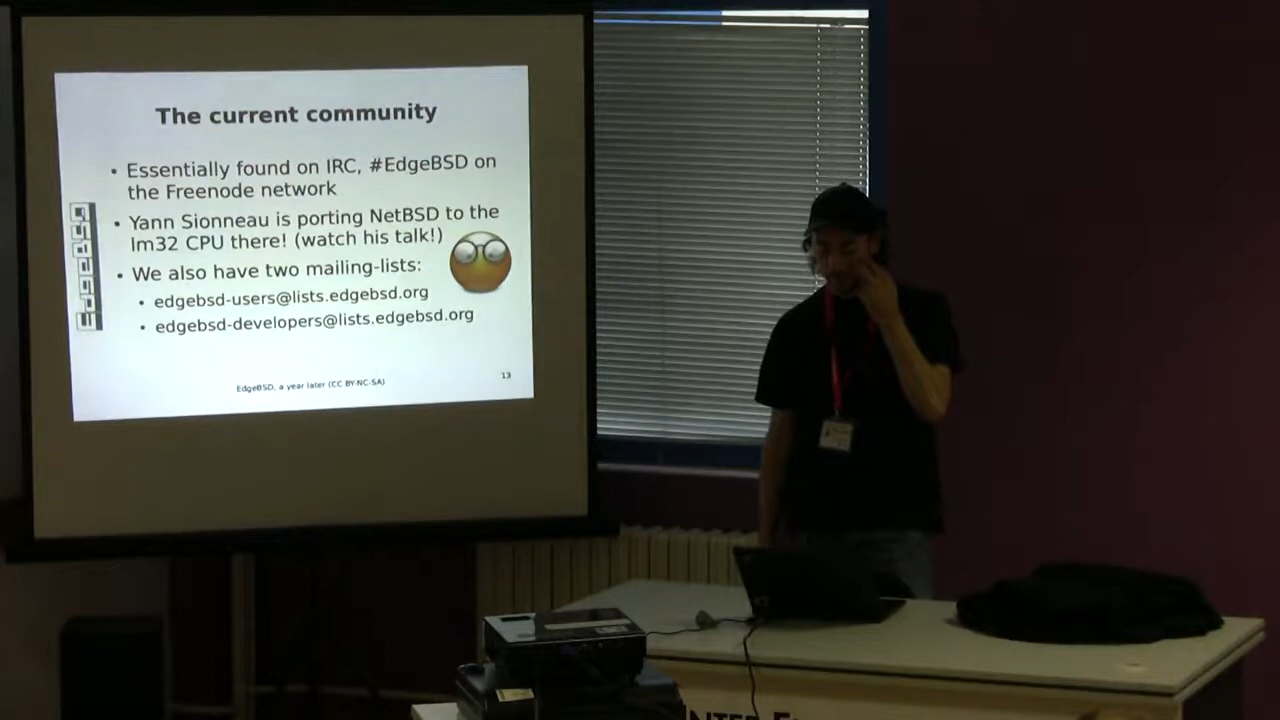 The current community
• Essentially found on IRC, #EdgeBSD on
the Freenode network
• Yann Sionneau is porting NetBSD to the
lm32 CPU there! (watch his talk!)
• We also have two mailing-lists:
• edgebsd-users@lists.edgebsd.org
• edgebsd-developers@lists.edgebsd.org
EdgeBSD, a year later (CC BY-NC-SA)
13